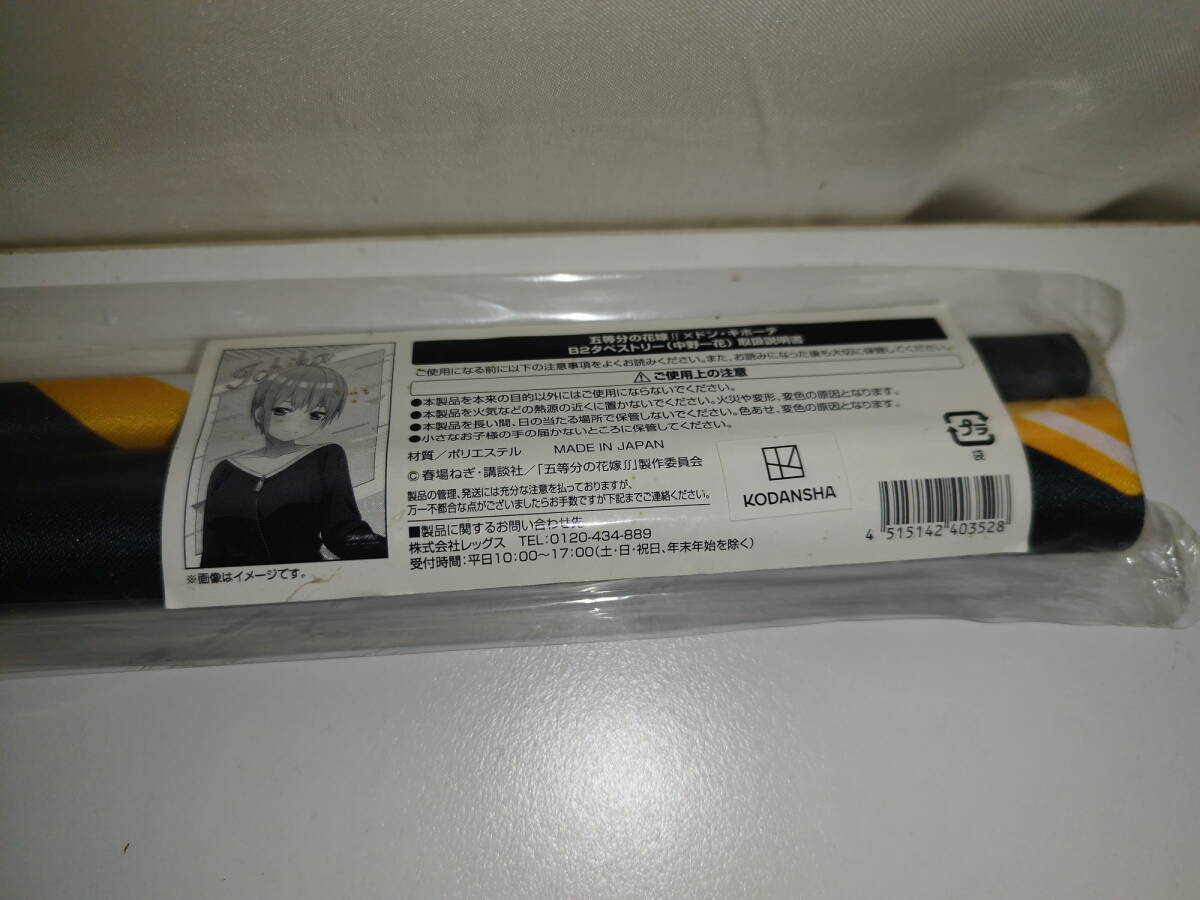 五等分の花嫁∬×ドン・キホーテ
B2タペストリー(中野一花) 取扱説明書
ご使用になる前に以下の注意事項をよくお読みください。また、お読みになった後も大切に保管してください。
⚠ご使用上の注意
●本製品を本来の目的以外にはご使用にならないでください。
●本製品を火気などの熱源の近くに置かないでください。火災や変形、変色の原因となります。
●本製品を長い間、日の当たる場所で保管しないでください。色あせ、変色の原因となります。
●小さなお子様の手の届かないところに保管してください。
材質/ポリエステル MADE IN JAPAN
© 春場ねぎ・講談社/「五等分の花嫁∬」製作委員会
製品の管理、発送には充分な注意を払っておりますが、
万一不都合な点がございましたらお手数ですが下記までご連絡ください。
■製品に関するお問い合わせ先
株式会社レッグス TEL:0120-434-889
受付時間:平日10:00～17:00(土・日・祝日、年末年始を除く)
Ichika
※画像はイメージです。
KODANSHA
プラ
袋
4 515142 403528